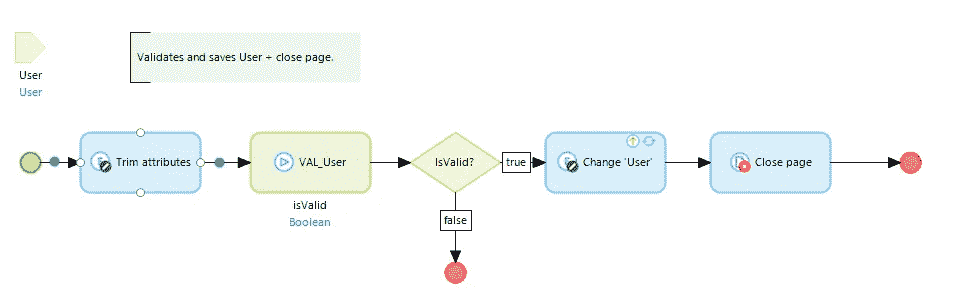 Validates and saves User + close page.
User
User
Trim attributes
VAL_User
IsValid?
true
Change 'User'
Close page
isValid
Boolean
false